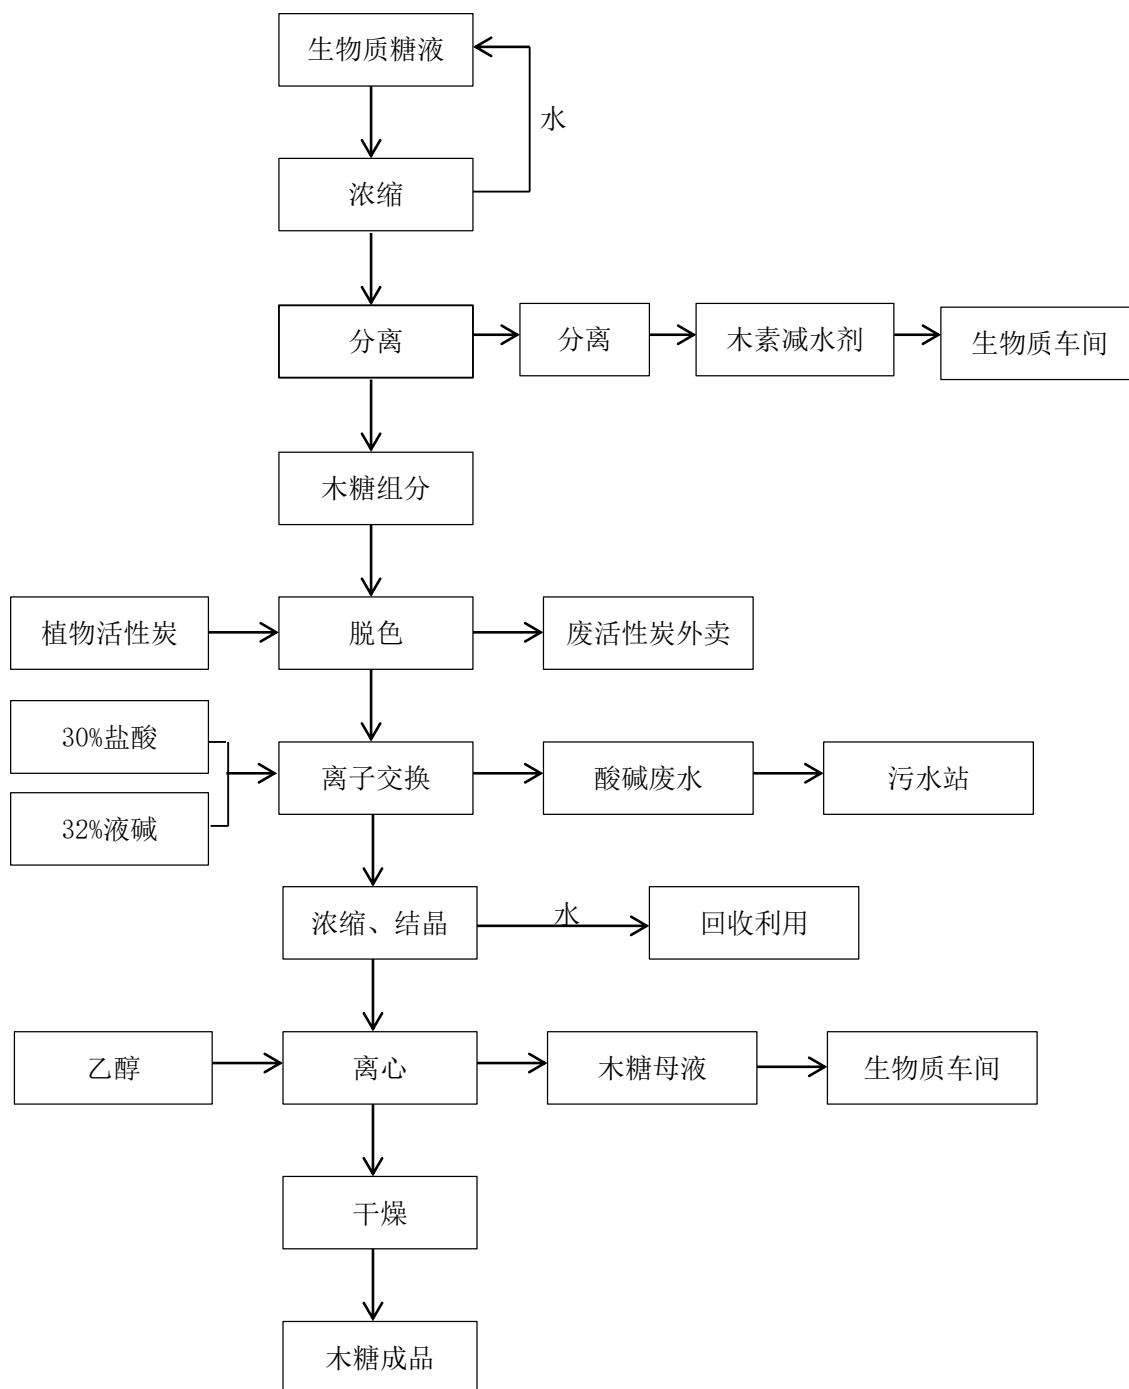 生物质糖液
水
浓缩
分离
分离
木素减水剂
生物质车间
木糖组分
植物活性炭
脱色
废活性炭外卖
30%盐酸
离子交换
酸碱废水
污水站
32%液碱
浓缩、结晶
水
回收利用
乙醇
离心
木糖母液
生物质车间
干燥
木糖成品